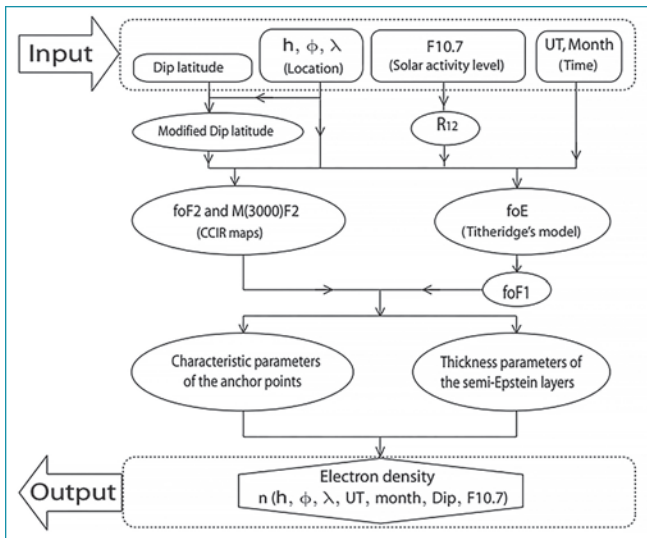 Input
Dip latitude
h, ϕ, λ
(Location)
F10.7
(Solar activity level)
UT, Month
(Time)
Modified Dip latitude
R12
foF2 and M(3000)F2
(CCIR maps)
foE
(Titheridge's model)
foF1
Characteristic parameters
of the anchor points
Thickness parameters of
the semi-Epstein layers
Output
Electron density
n (h, ϕ, λ, UT, month, Dip, F10.7)